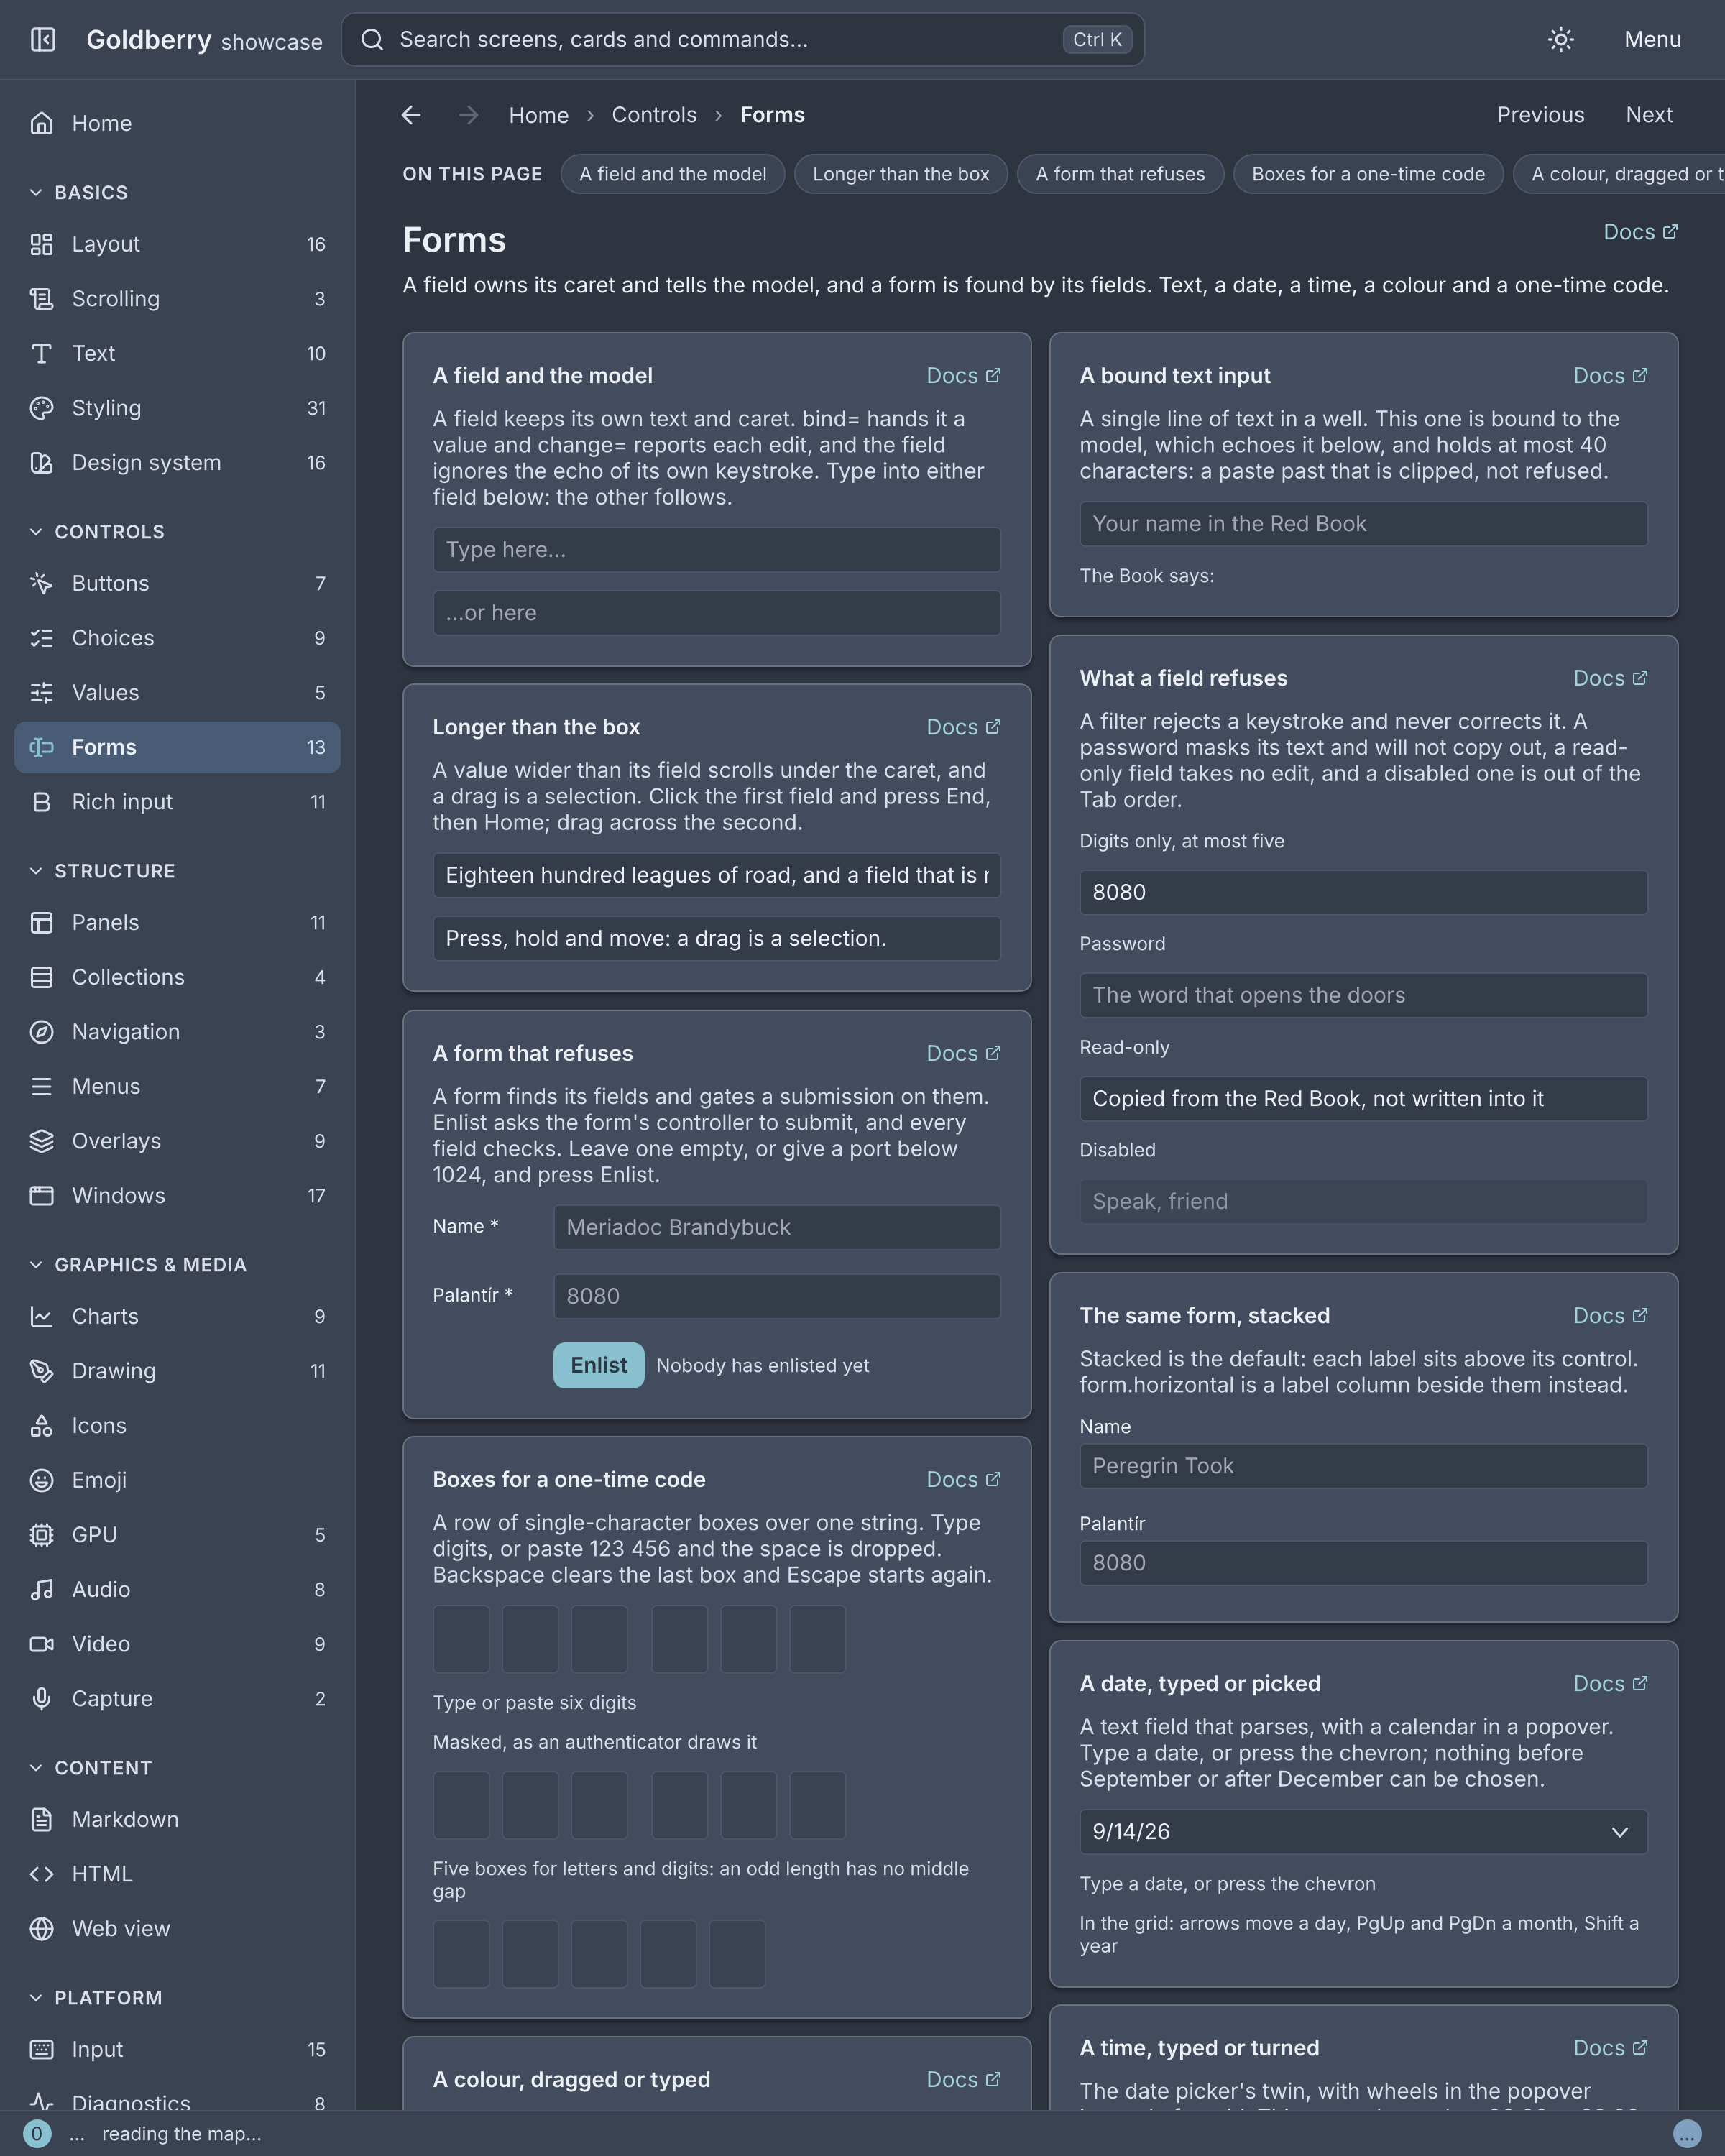 Goldberry showcase
Search screens, cards and commands...
Ctrl K
Menu
Home
BASICS
Layout 16
Scrolling 3
Text 10
Styling 31
Design system 16
CONTROLS
Buttons 7
Choices 9
Values 5
Forms 13
Rich input 11
STRUCTURE
Panels 11
Collections 4
Navigation 3
Menus 7
Overlays 9
Windows 17
GRAPHICS & MEDIA
Charts 9
Drawing 11
Icons
Emoji
GPU 5
Audio 8
Video 9
Capture 2
CONTENT
Markdown
HTML
Web view
PLATFORM
Input 15
Diagnostics 8
Home › Controls › Forms
Previous Next
ON THIS PAGE
A field and the model
Longer than the box
A form that refuses
Boxes for a one-time code
A colour, dragged or t
Forms
Docs
A field owns its caret and tells the model, and a form is found by its fields. Text, a date, a time, a colour and a one-time code.
A field and the model
Docs
A field keeps its own text and caret. bind= hands it a
value and change= reports each edit, and the field
ignores the echo of its own keystroke. Type into either
field below: the other follows.
Type here...
...or here
Longer than the box
Docs
A value wider than its field scrolls under the caret, and
a drag is a selection. Click the first field and press End,
then Home; drag across the second.
Eighteen hundred leagues of road, and a field that is
Press, hold and move: a drag is a selection.
A form that refuses
Docs
A form finds its fields and gates a submission on them.
Enlist asks the form's controller to submit, and every
field checks. Leave one empty, or give a port below
1024, and press Enlist.
Name *
Meriadoc Brandybuck
Palantír *
8080
Enlist
Nobody has enlisted yet
Boxes for a one-time code
Docs
A row of single-character boxes over one string. Type
digits, or paste 123 456 and the space is dropped.
Backspace clears the last box and Escape starts again.
Type or paste six digits
Masked, as an authenticator draws it
Five boxes for letters and digits: an odd length has no middle
gap
A colour, dragged or typed
Docs
A bound text input
Docs
A single line of text in a well. This one is bound to the
model, which echoes it below, and holds at most 40
characters: a paste past that is clipped, not refused.
Your name in the Red Book
The Book says:
What a field refuses
Docs
A filter rejects a keystroke and never corrects it. A
password masks its text and will not copy out, a read-
only field takes no edit, and a disabled one is out of the
Tab order.
Digits only, at most five
8080
Password
The word that opens the doors
Read-only
Copied from the Red Book, not written into it
Disabled
Speak, friend
The same form, stacked
Docs
Stacked is the default: each label sits above its control.
form.horizontal is a label column beside them instead.
Name
Peregrin Took
Palantír
8080
A date, typed or picked
Docs
A text field that parses, with a calendar in a popover.
Type a date, or press the chevron; nothing before
September or after December can be chosen.
9/14/26
Type a date, or press the chevron
In the grid: arrows move a day, PgUp and PgDn a month, Shift a
year
A time, typed or turned
Docs
The date picker's twin, with wheels in the popover
0 ... reading the map...
...